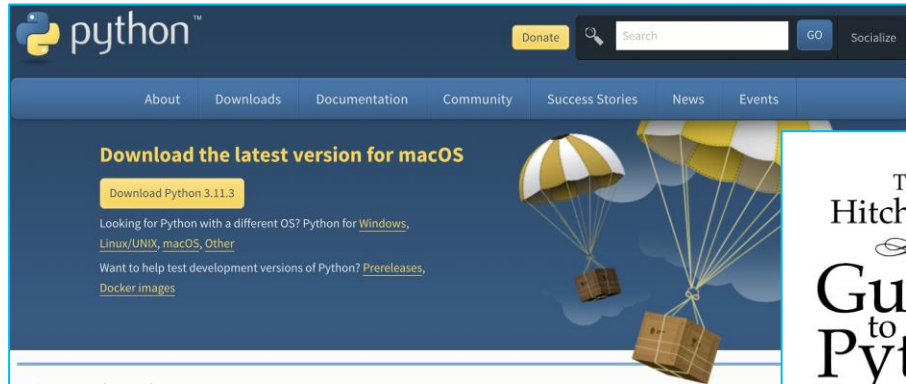 python™
Donate
Search
GO
Socialize
About Downloads Documentation Community Success Stories News Events
Download the latest version for macOS
Download Python 3.11.3
Looking for Python with a different OS? Python for Windows,
Linux/UNIX, macOS, Other
Want to help test development versions of Python? Prereleases,
Docker images
to